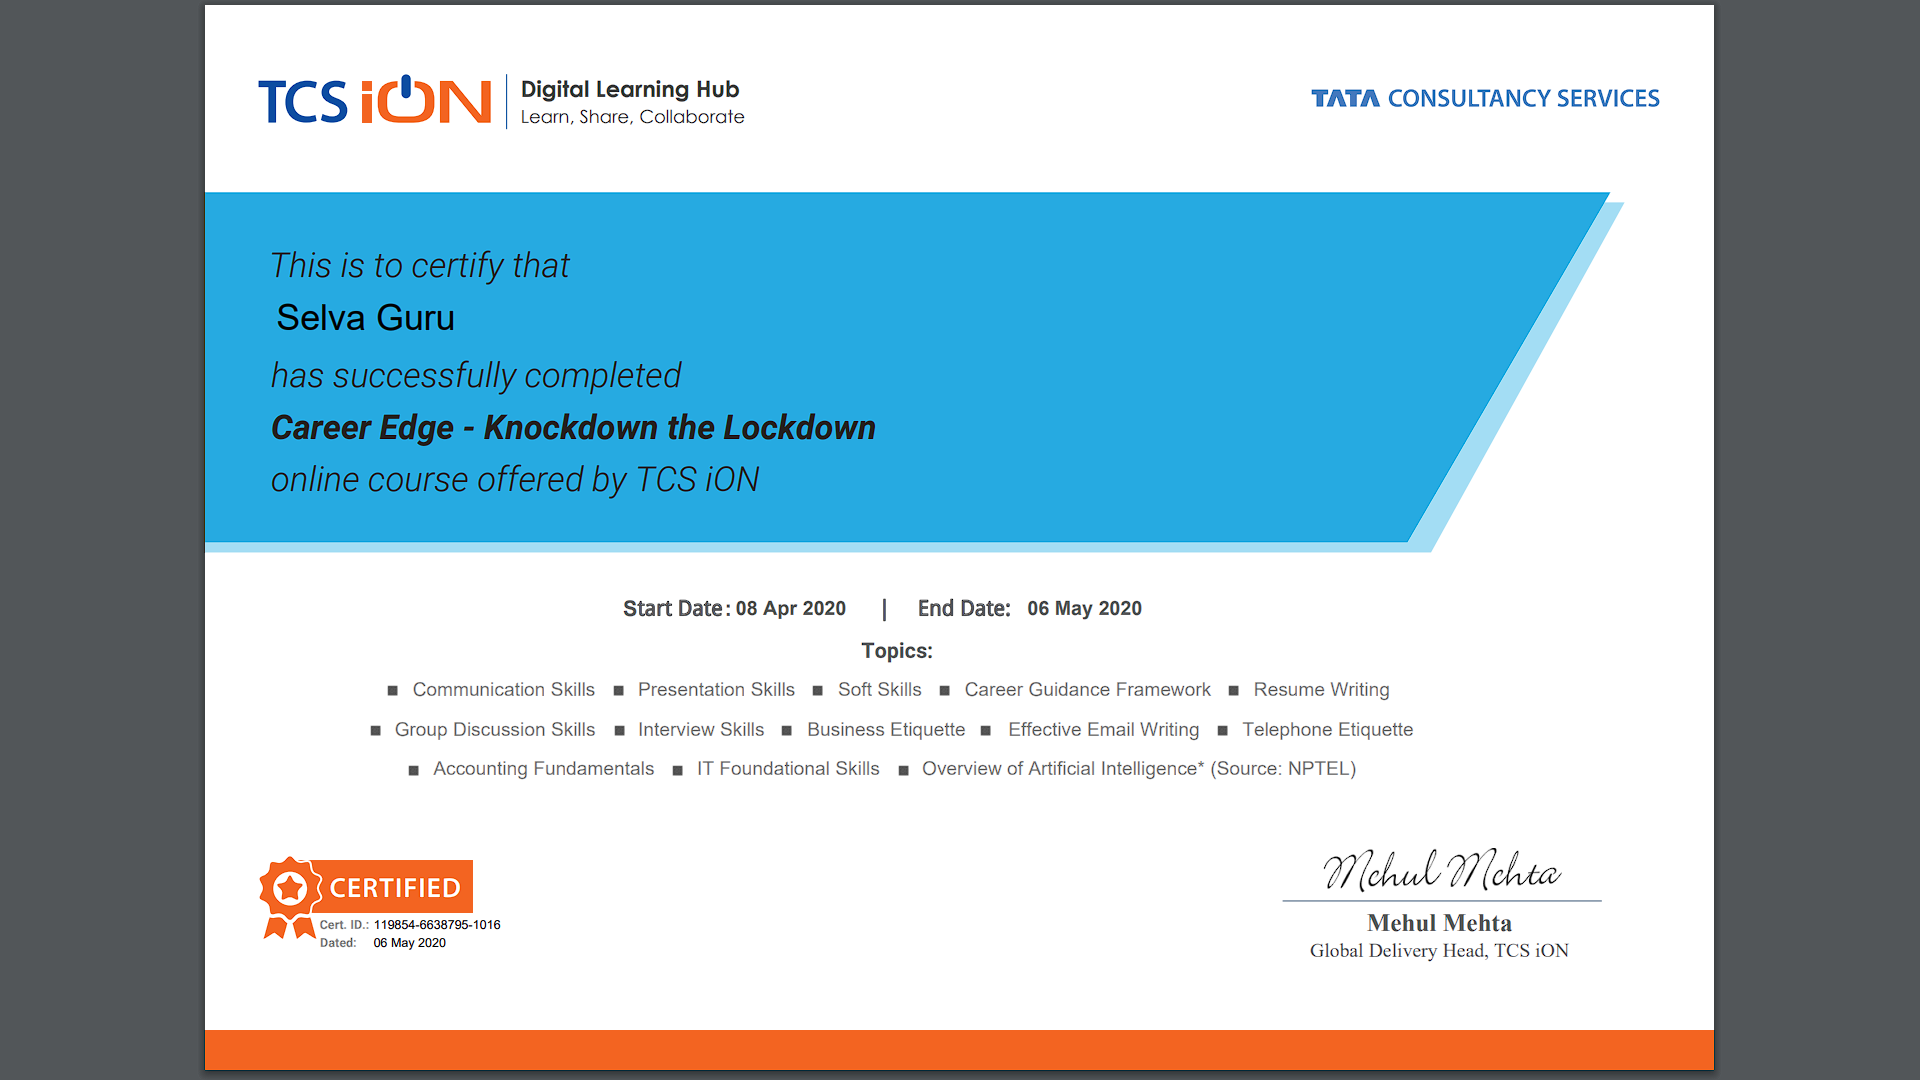 TCS iON
Digital Learning Hub
Learn, Share, Collaborate
TATA CONSULTANCY SERVICES
This is to certify that
Selva Guru
has successfully completed
Career Edge - Knockdown the Lockdown
online course offered by TCS iON
Start Date: 08 Apr 2020 | End Date: 06 May 2020
Topics:
■ Communication Skills ■ Presentation Skills ■ Soft Skills ■ Career Guidance Framework ■ Resume Writing
■ Group Discussion Skills ■ Interview Skills ■ Business Etiquette ■ Effective Email Writing ■ Telephone Etiquette
■ Accounting Fundamentals ■ IT Foundational Skills ■ Overview of Artificial Intelligence* (Source: NPTEL)
CERTIFIED
Cert. ID.: 119854-6638795-1016
Dated: 06 May 2020
Mehul Mehta
Mehul Mehta
Global Delivery Head, TCS iON